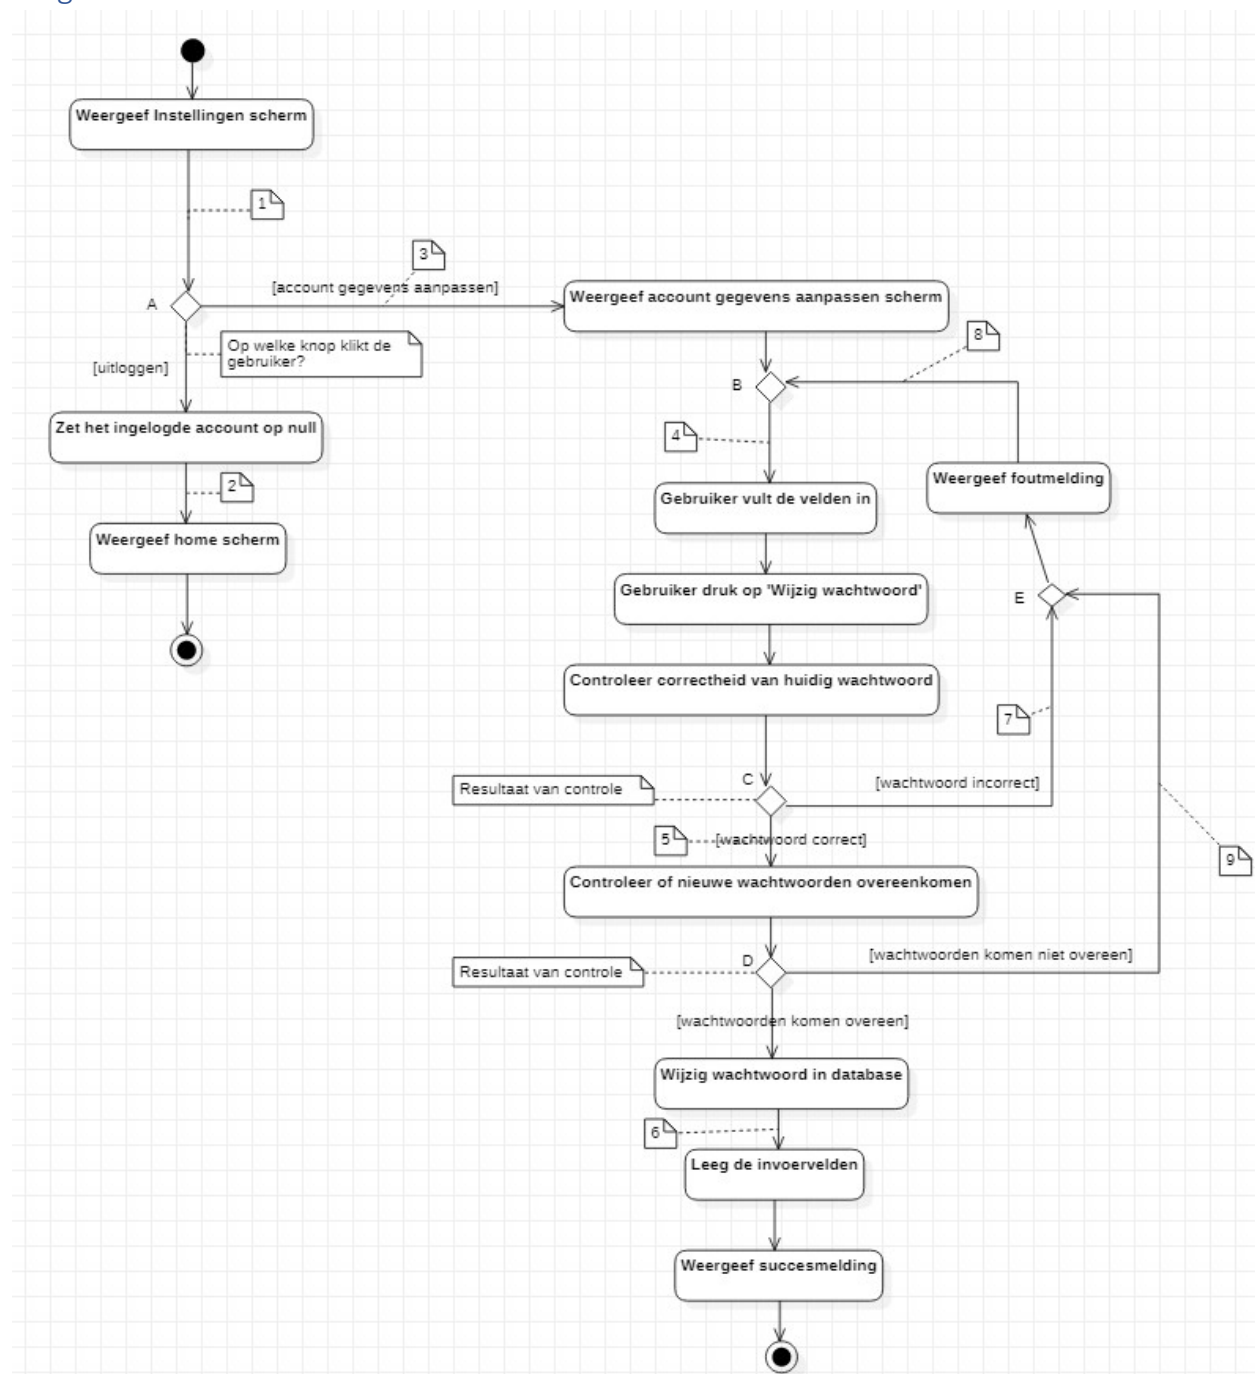 Weergeef Instellingen scherm
1
3
[account gegevens aanpassen]
A
Weergeef account gegevens aanpassen scherm
Op welke knop klikt de
gebruiker?
[uitloggen]
8
B
Zet het ingelogde account op null
4
2
Weergeef foutmelding
Gebruiker vult de velden in
Weergeef home scherm
Gebruiker druk op 'Wijzig wachtwoord'
E
Controleer correctheid van huidig wachtwoord
7
C
[wachtwoord incorrect]
Resultaat van controle
5
[wachtwoord correct]
9
Controleer of nieuwe wachtwoorden overeenkomen
D
[wachtwoorden komen niet overeen]
Resultaat van controle
[wachtwoorden komen overeen]
Wijzig wachtwoord in database
6
Leeg de invoervelden
Weergeef succesmelding